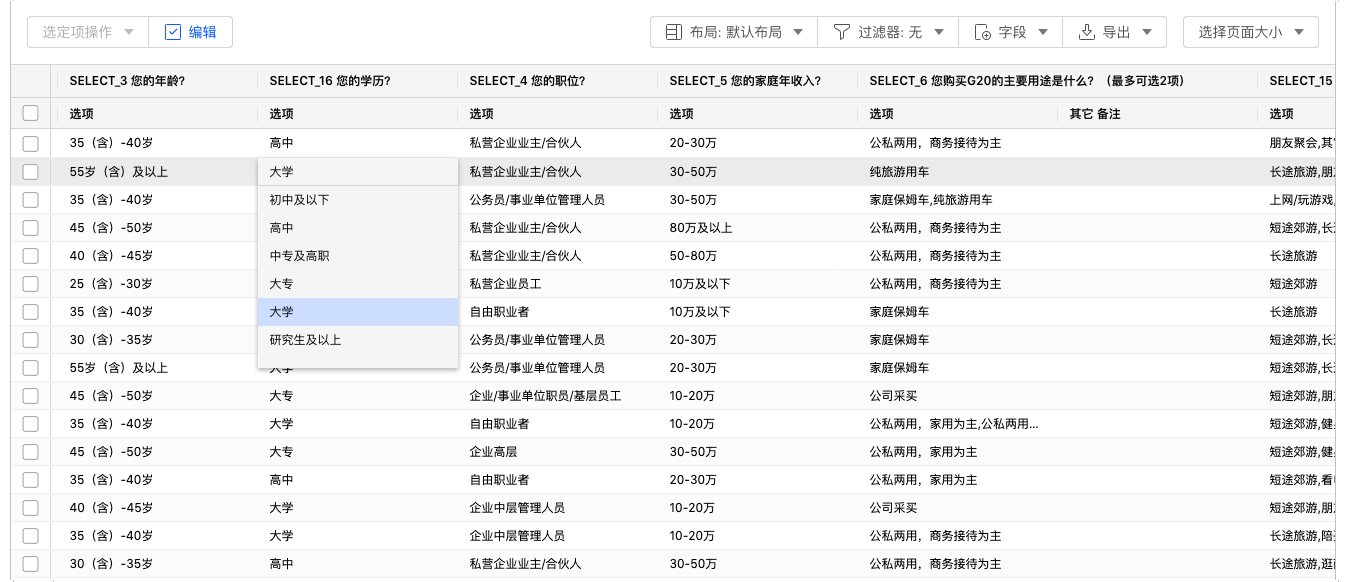 选定项操作 编辑 布局: 默认布局 过滤器: 无 字段 导出 选择页面大小
SELECT_3 您的年龄? SELECT_16 您的学历? SELECT_4 您的职位? SELECT_5 您的家庭年收入? SELECT_6 您购买G20的主要用途是什么? （最多可选2项） SELECT_15
选项 选项 选项 选项 选项 其它 备注 选项
35（含）-40岁 高中 私营企业业主/合伙人 20-30万 公私两用，商务接待为主 朋友聚会,其
55岁（含）及以上 大学 私营企业业主/合伙人 30-50万 纯旅游用车 长途旅游,朋
35（含）-40岁 初中及以下 公务员/事业单位管理人员 30-50万 家庭保姆车,纯旅游用车 上网/玩游戏,
45（含）-50岁 高中 私营企业业主/合伙人 80万及以上 公私两用，商务接待为主 短途郊游,长
40（含）-45岁 中专及高职 私营企业业主/合伙人 50-80万 公私两用，商务接待为主 长途旅游
25（含）-30岁 大专 私营企业员工 10万及以下 公私两用，商务接待为主 短途郊游
35（含）-40岁 大学 自由职业者 10万及以下 家庭保姆车 长途旅游
30（含）-35岁 研究生及以上 公务员/事业单位管理人员 20-30万 家庭保姆车 短途郊游,长
55岁（含）及以上 大学 公务员/事业单位管理人员 20-30万 家庭保姆车 短途郊游,长
45（含）-50岁 大专 企业/事业单位职员/基层员工 10-20万 公司采买 短途郊游,朋
35（含）-40岁 大学 自由职业者 10-20万 公私两用，家用为主,公私两用... 短途郊游,健
45（含）-50岁 大专 企业高层 30-50万 公私两用，家用为主 短途郊游,健
35（含）-40岁 高中 自由职业者 20-30万 公私两用，家用为主 短途郊游,看
40（含）-45岁 大学 企业中层管理人员 10-20万 公司采买 短途郊游,朋
35（含）-40岁 大学 企业中层管理人员 10-20万 公私两用，商务接待为主 长途旅游,陪
30（含）-35岁 高中 私营企业业主/合伙人 30-50万 公私两用，商务接待为主 长途旅游,逛